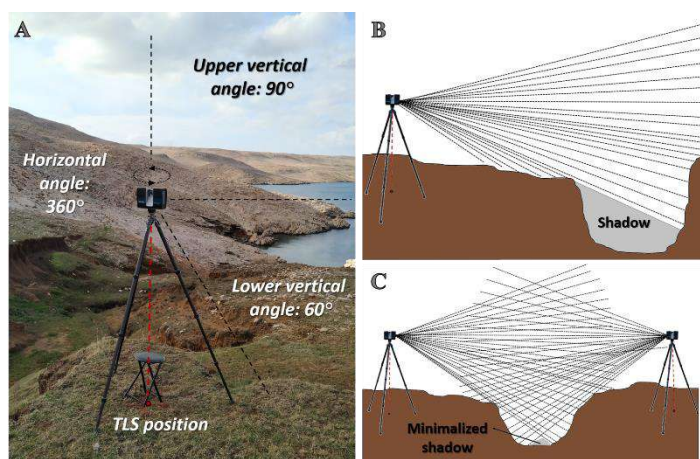 A
Upper vertical
angle: 90°
Horizontal
angle:
360°
Lower vertical
angle: 60°
TLS position
B
Shadow
C
Minimalized
shadow